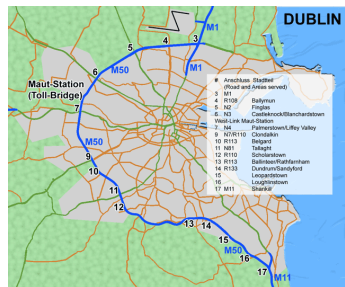 DUBLIN
M1
4
3
5
M50
M1
6
Maut-Station
(Toll-Bridge)
7
# Anschluss Stadtteil
(Road and Areas served)
3 M1
4 R108 Ballymun
5 N2 Finglas
6 N3 Castleknock/Blanchardstown
West-Link Maut-Station
7 N4 Palmerstown/Liffey Valley
9 N7/R110 Clondalkin
10 R113 Belgard
11 N81 Tallaght
12 R110 Scholarstown
13 R113 Ballinteer/Rathfarnham
14 R133 Dundrum/Sandyford
15 Leopardstown
16 Loughlinstown
17 M11 Shankill
M50
9
10
11
12
13
14
15
M50
16
17
M11